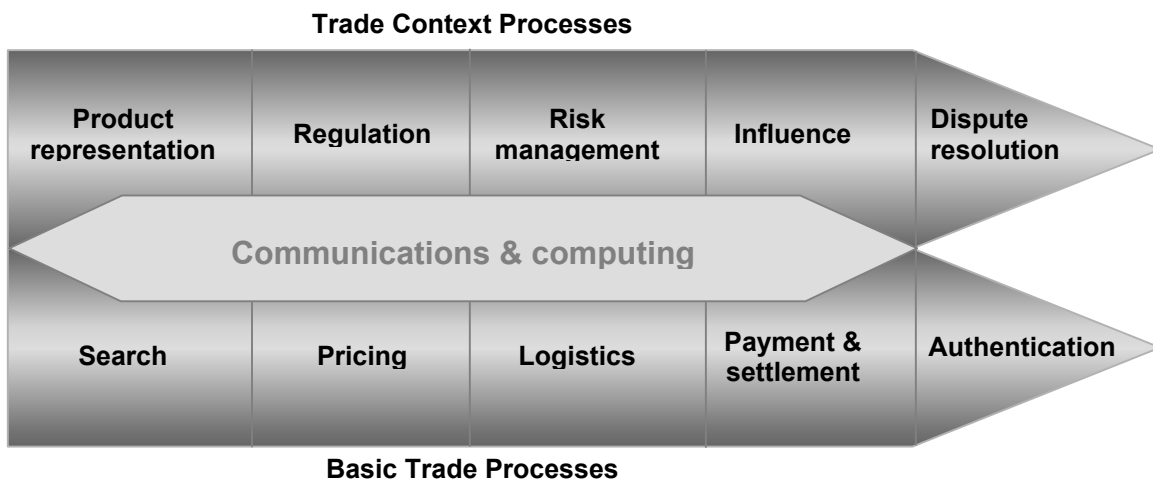 Trade Context Processes
Product
representation
Regulation
Risk
management
Influence
Dispute
resolution
Communications & computing
Search
Pricing
Logistics
Payment &
settlement
Authentication
Basic Trade Processes